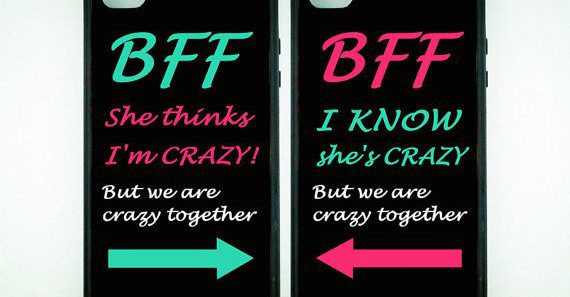 BFF
She thinks
I'm CRAZY!
But we are
crazy together
BFF
I KNOW
she's CRAZY
But we are
crazy together